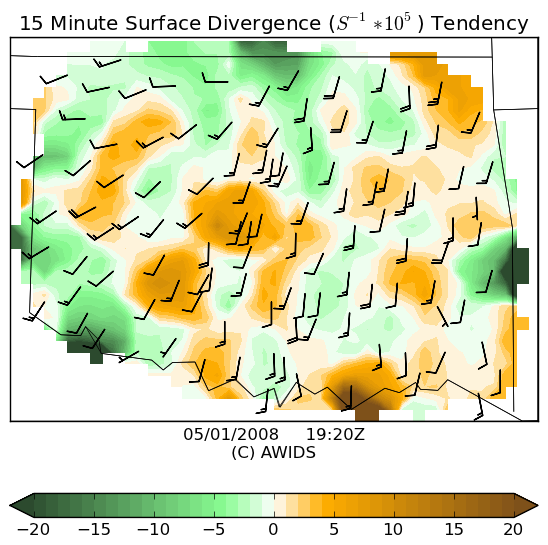 15 Minute Surface Divergence (S⁻¹ *10⁵ ) Tendency
05/01/2008 19:20Z
(C) AWIDS
−20 −15 −10 −5 0 5 10 15 20